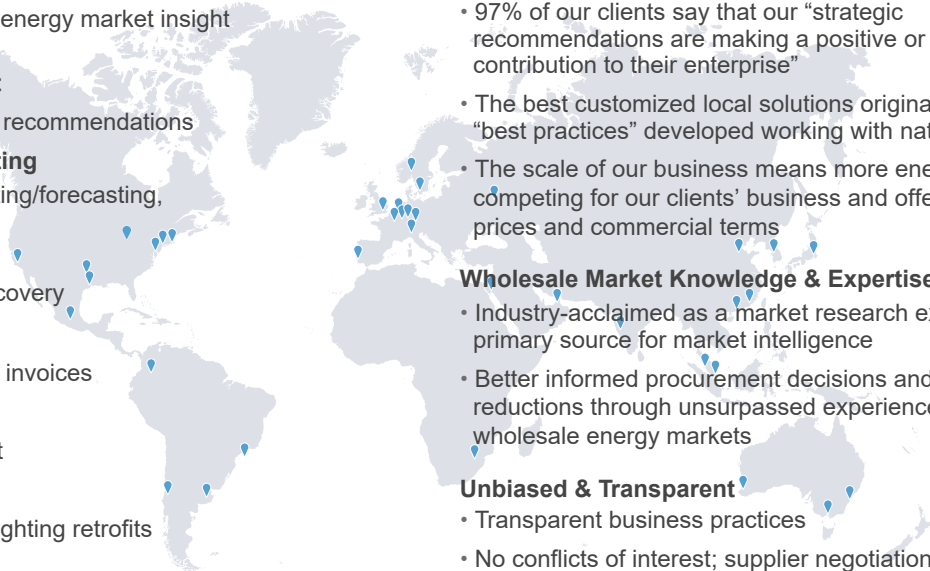 energy market insight
recommendations
ting
ting/forecasting,
covery
invoices
t
ghting retrofits
• 97% of our clients say that our “strategic
recommendations are making a positive or
contribution to their enterprise”
• The best customized local solutions origina
“best practices” developed working with nat
• The scale of our business means more ene
competing for our clients’ business and offe
prices and commercial terms
Wholesale Market Knowledge & Expertise
• Industry-acclaimed as a market research ex
primary source for market intelligence
• Better informed procurement decisions and
reductions through unsurpassed experience
wholesale energy markets
Unbiased & Transparent
• Transparent business practices
• No conflicts of interest; supplier negotiation